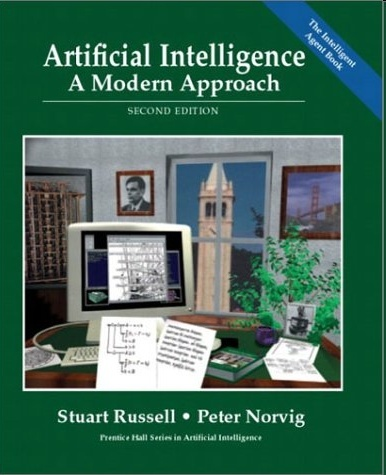 The Intelligent
Agent Book
Artificial Intelligence
A Modern Approach
SECOND EDITION
Stuart Russell • Peter Norvig
Prentice Hall Series in Artificial Intelligence